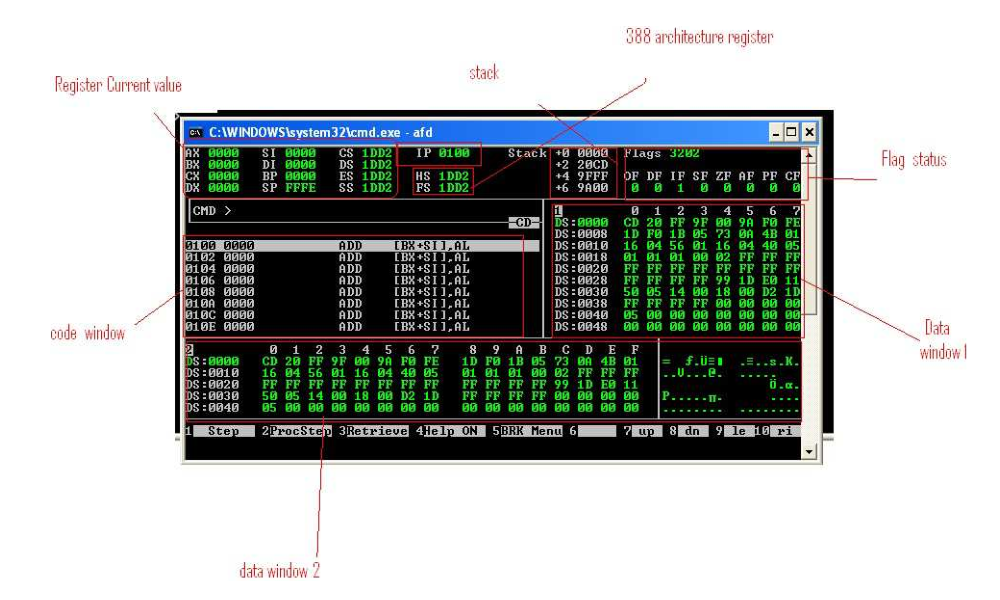 388 architecture register
stack
Register Current value
C:\WINDOWS\system32\cmd.exe - afd
AX 0000 SI 0000 CS 1DD2 IP 0100 Stack +0 0000 Flags 3202
BX 0000 DI 0000 DS 1DD2 +2 20CD
CX 0000 BP 0000 ES 1DD2 HS 1DD2 +4 9FFF OF DF IF SF ZF AF PF CF
DX 0000 SP FFFE SS 1DD2 FS 1DD2 +6 9A00 0 0 1 0 0 0 0 0
Flag status
CMD >
CD
1 0 1 2 3 4 5 6 7
DS:0000 CD 20 FF 9F 00 9A F0 FE
DS:0008 1D F0 1B 05 73 0A 4B 01
DS:0010 16 04 56 01 16 04 40 05
DS:0018 01 01 01 00 02 FF FF FF
DS:0020 FF FF FF FF FF FF FF FF
DS:0028 FF FF FF FF 99 1D E0 11
DS:0030 50 05 14 00 18 00 D2 1D
DS:0038 FF FF FF FF 00 00 00 00
DS:0040 05 00 00 00 00 00 00 00
DS:0048 00 00 00 00 00 00 00 00
0100 0000 ADD [BX+SI],AL
0102 0000 ADD [BX+SI],AL
0104 0000 ADD [BX+SI],AL
0106 0000 ADD [BX+SI],AL
0108 0000 ADD [BX+SI],AL
010A 0000 ADD [BX+SI],AL
010C 0000 ADD [BX+SI],AL
010E 0000 ADD [BX+SI],AL
code window
Data
window 1
2 0 1 2 3 4 5 6 7 8 9 A B C D E F
DS:0000 CD 20 FF 9F 00 9A F0 FE 1D F0 1B 05 73 0A 4B 01 = .f.Ü≡■ .≡..s.K.
DS:0010 16 04 56 01 16 04 40 05 01 01 01 00 02 FF FF FF ..V...@. .....
DS:0020 FF FF FF FF FF FF FF FF FF FF FF FF 99 1D E0 11 Ö.α.
DS:0030 50 05 14 00 18 00 D2 1D FF FF FF FF 00 00 00 00 P.....π. ....
DS:0040 05 00 00 00 00 00 00 00 00 00 00 00 00 00 00 00 ........ ........
1 Step 2ProcStep 3Retrieve 4Help ON 5BRK Menu 6 7 up 8 dn 9 le 10 ri
data window 2